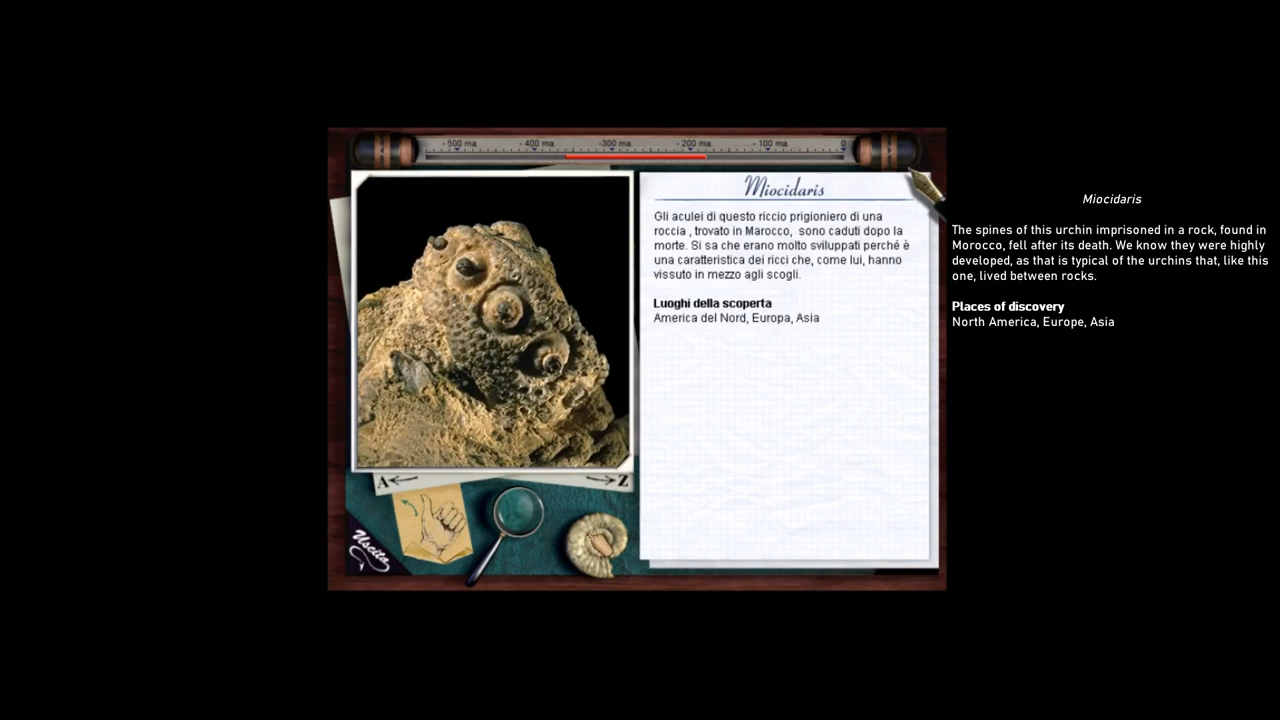 - 500 ma.
- 400 ma.
-300 ma.
- 200 ma.
- 100 ma.
0
Miocidaris
Gli aculei di questo riccio prigioniero di una
roccia , trovato in Marocco,  sono caduti dopo la
morte. Si sa che erano molto sviluppati perché è
una caratteristica dei ricci che, come lui, hanno
vissuto in mezzo agli scogli.
Luoghi della scoperta
America del Nord, Europa, Asia
A
Z
Uscita
Miocidaris
The spines of this urchin imprisoned in a rock, found in
Morocco, fell after its death. We know they were highly
developed, as that is typical of the urchins that, like this
one, lived between rocks.
Places of discovery
North America, Europe, Asia